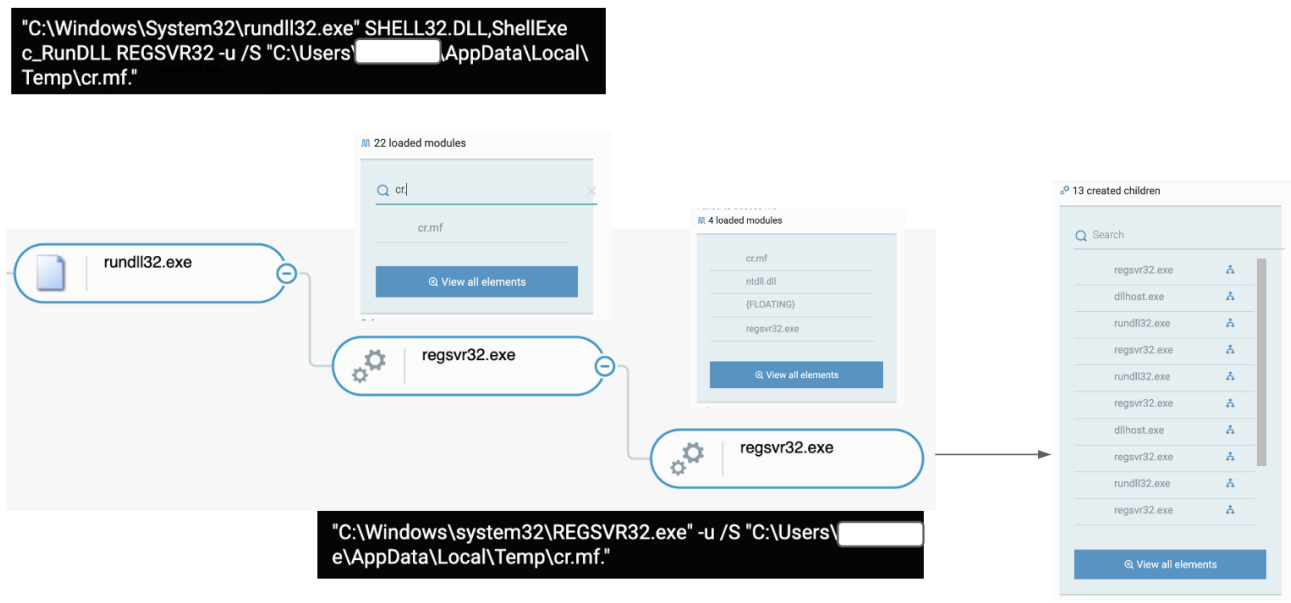 "C:\Windows\System32\rundll32.exe" SHELL32.DLL,ShellExe
c_RunDLL REGSVR32 -u /S "C:\Users\ \AppData\Local\
Temp\cr.mf."
22 loaded modules
cr.
cr.mf
View all elements
rundll32.exe
regsvr32.exe
4 loaded modules
cr.mf
ntdll.dll
{FLOATING}
regsvr32.exe
View all elements
regsvr32.exe
"C:\Windows\system32\REGSVR32.exe" -u /S "C:\Users\
e\AppData\Local\Temp\cr.mf."
13 created children
Search
regsvr32.exe
dllhost.exe
rundll32.exe
regsvr32.exe
rundll32.exe
regsvr32.exe
dllhost.exe
regsvr32.exe
rundll32.exe
regsvr32.exe
View all elements